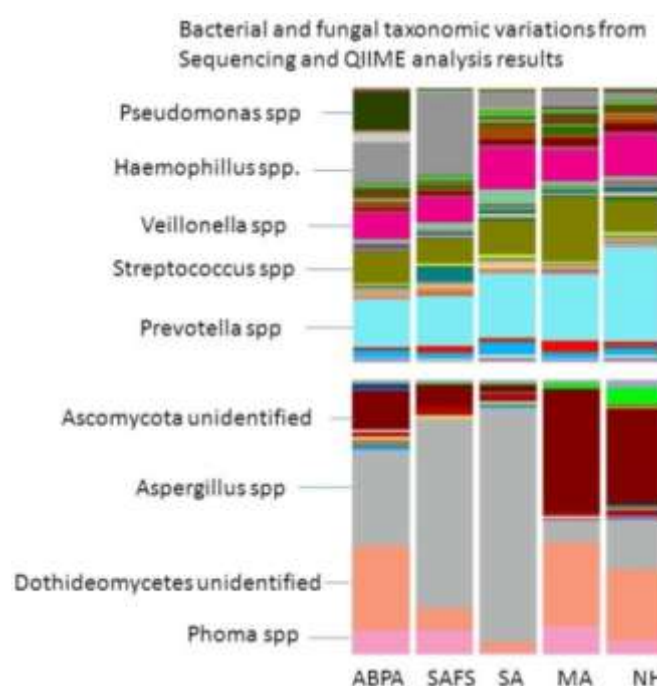 Bacterial and fungal taxonomic variations from
Sequencing and QIIME analysis results
Pseudomonas spp
Haemophillus spp.
Veillonella spp
Streptococcus spp
Prevotella spp
Ascomycota unidentified
Aspergillus spp
Dothideomycetes unidentified
Phoma spp
ABPA SAFS SA MA NH